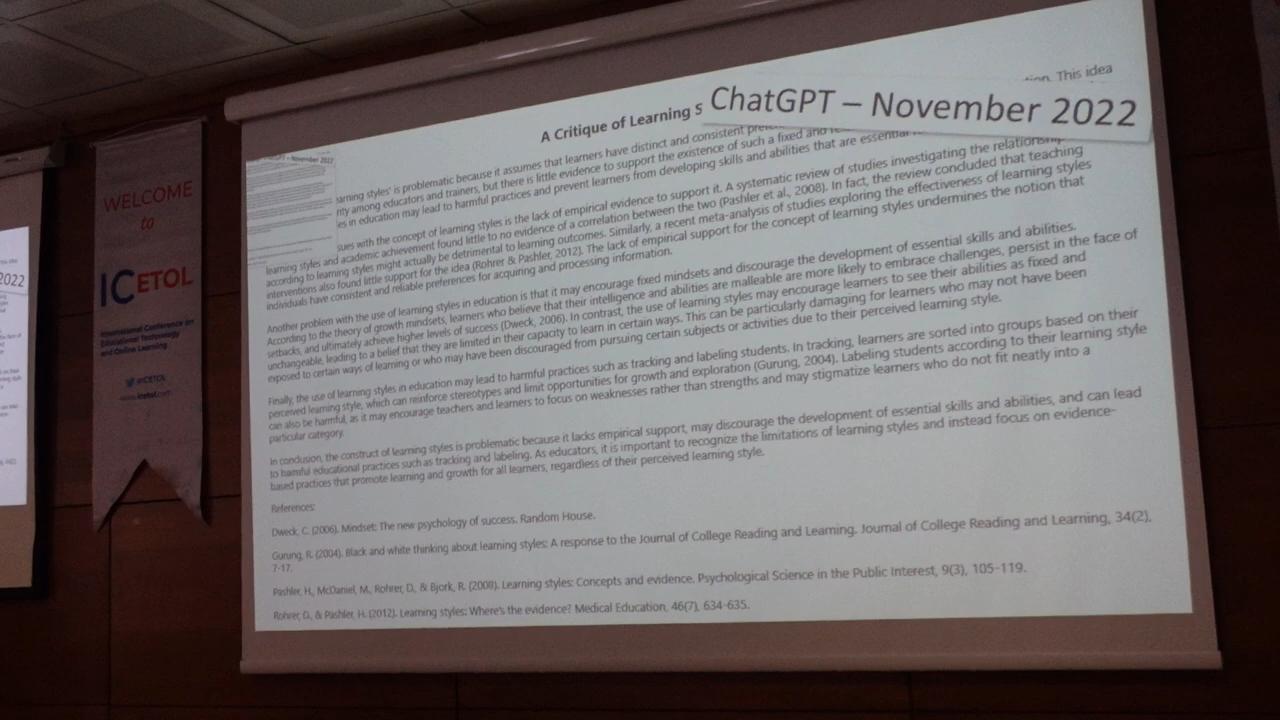 2022
WELCOME
to
ICETOL
International Conference on
Educational Technology
and Online Learning
@ICETOL
www.icetol.com
ChatGPT – November 2022
A Critique of Learning s
This idea
arning styles' is problematic because it assumes that learners have distinct and consistent
nty among educators and trainers, but there is little evidence to support the existence of such a fixed and
es in education may lead to harmful practices and prevent learners from developing skills and abilities that are essential
sues with the concept of learning styles is the lack of empirical evidence to support it. A systematic review of studies investigating the relationship
learning styles and academic achievement found little to no evidence of a correlation between the two (Pashler et al., 2008). In fact, the review concluded that teaching
according to learning styles might actually be detrimental to learning outcomes. Similarly, a recent meta-analysis of studies exploring the effectiveness of learning styles
interventions also found little support for the idea (Rohrer & Pashler, 2012). The lack of empirical support for the concept of learning styles undermines the notion that
individuals have consistent and reliable preferences for acquiring and processing information.
Another problem with the use of learning styles in education is that it may encourage fixed mindsets and discourage the development of essential skills and abilities.
According to the theory of growth mindsets, learners who believe that their intelligence and abilities are malleable are more likely to embrace challenges, persist in the face of
setbacks, and ultimately achieve higher levels of success (Dweck, 2006). In contrast, the use of learning styles may encourage learners to see their abilities as fixed and
unchangeable, leading to a belief that they are limited in their capacity to learn in certain ways. This can be particularly damaging for learners who may not have been
exposed to certain ways of learning or who may have been discouraged from pursuing certain subjects or activities due to their perceived learning style.
Finally, the use of learning styles in education may lead to harmful practices such as tracking and labeling students. In tracking, learners are sorted into groups based on their
perceived learning style, which can reinforce stereotypes and limit opportunities for growth and exploration (Gurung, 2004). Labeling students according to their learning style
can also be harmful, as it may encourage teachers and learners to focus on weaknesses rather than strengths and may stigmatize learners who do not fit neatly into a
particular category.
In conclusion, the construct of learning styles is problematic because it lacks empirical support, may discourage the development of essential skills and abilities, and can lead
to harmful educational practices such as tracking and labeling. As educators, it is important to recognize the limitations of learning styles and instead focus on evidence-
based practices that promote learning and growth for all learners, regardless of their perceived learning style.
References:
Dweck, C. (2006). Mindset: The new psychology of success. Random House.
Gurung, R. (2004). Black and white thinking about learning styles: A response to the Journal of College Reading and Learning. Journal of College Reading and Learning, 34(2),
7-17.
Pashler, H., McDaniel, M., Rohrer, D., & Bjork, R. (2008). Learning styles: Concepts and evidence. Psychological Science in the Public Interest, 9(3), 105-119.
Rohrer, D., & Pashler, H. (2012). Learning styles: Where's the evidence? Medical Education, 46(7), 634-635.